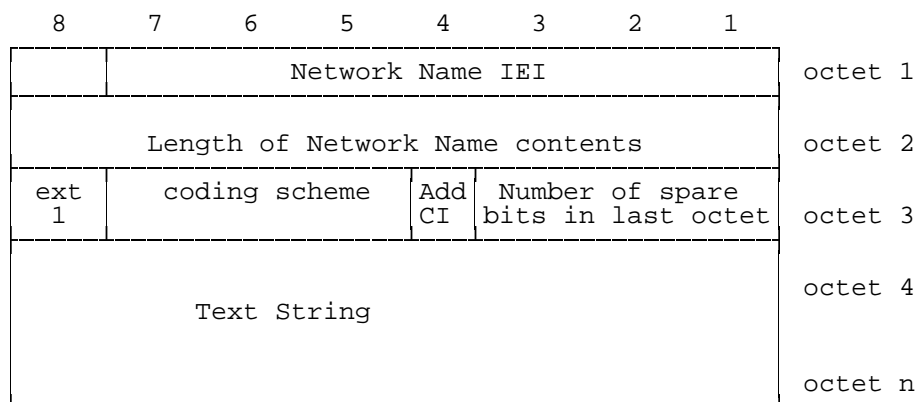 8 7 6 5 4 3 2 1
Network Name IEI octet 1
Length of Network Name contents octet 2
ext coding scheme Add Number of spare
1 CI bits in last octet octet 3
octet 4
Text String
octet n